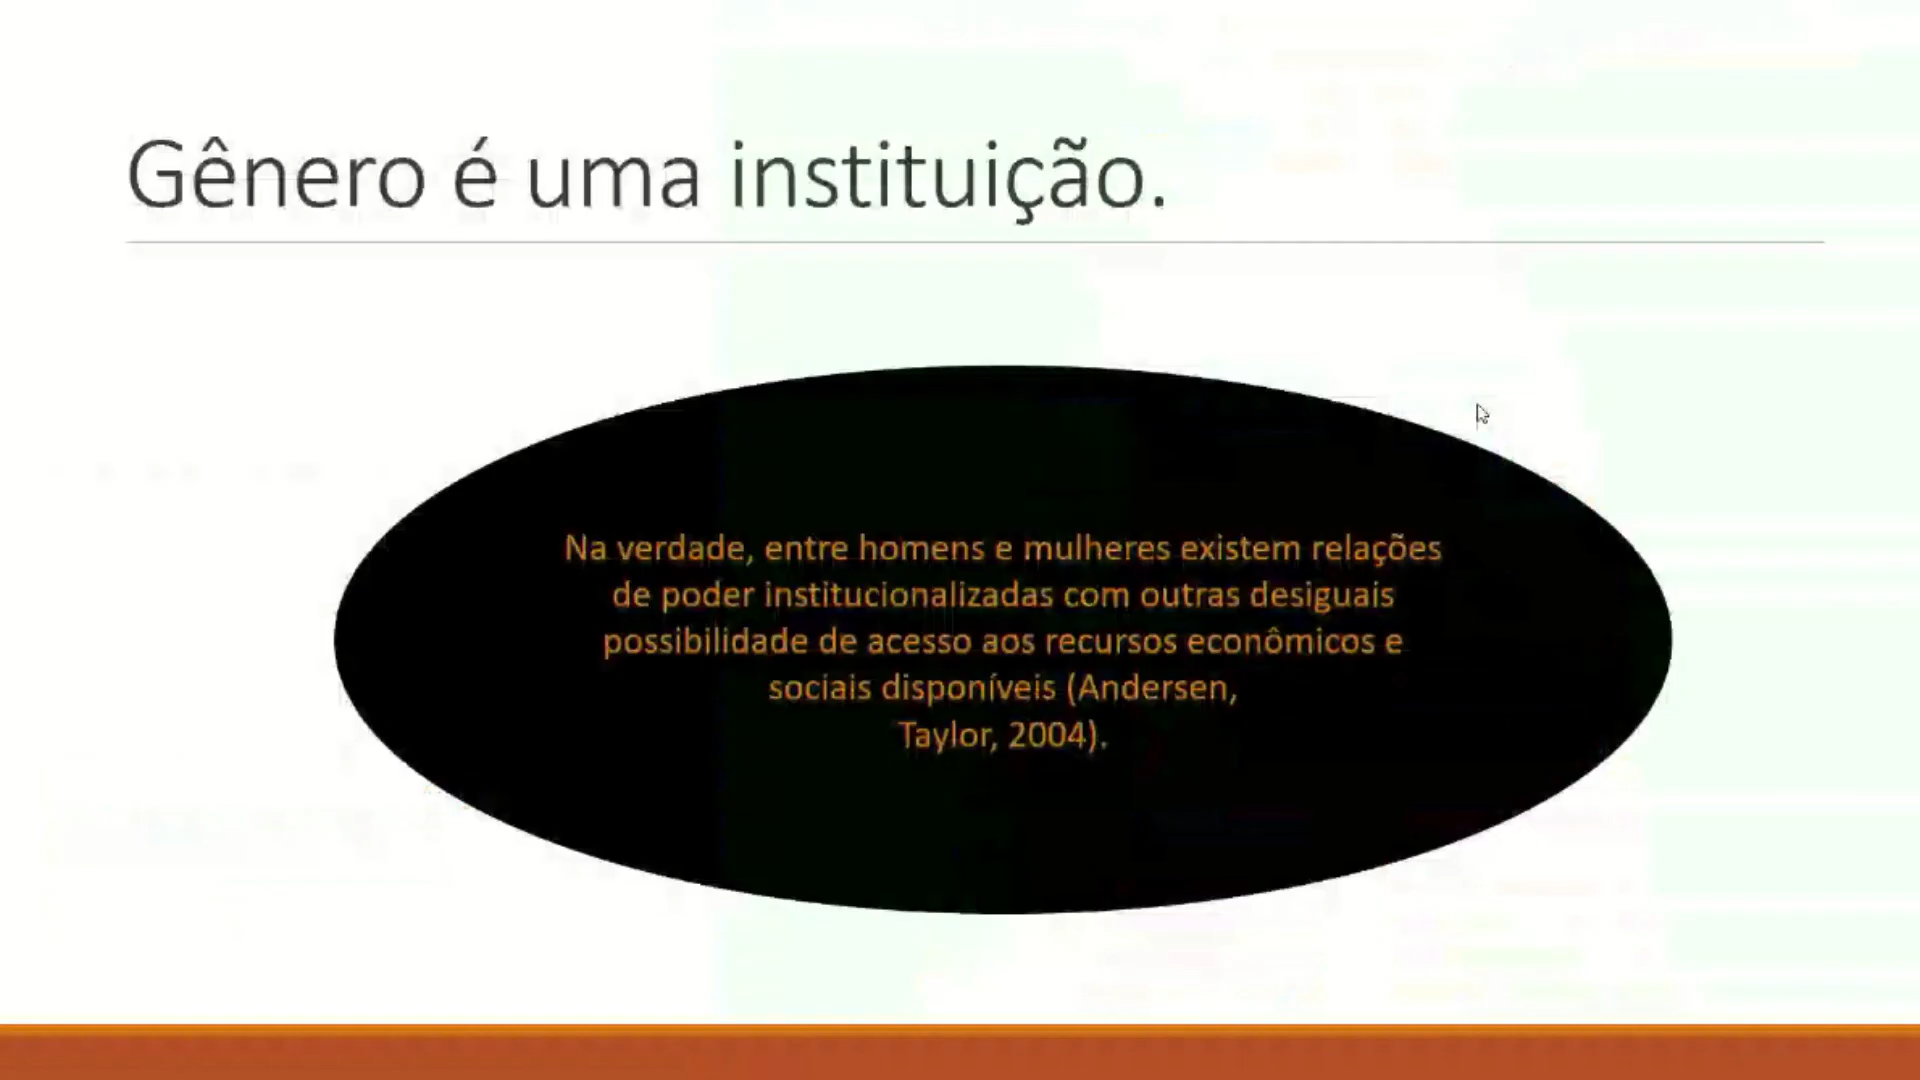 Gênero é uma instituição.
Na verdade, entre homens e mulheres existem relações
de poder institucionalizadas com outras desiguais
possibilidade de acesso aos recursos econômicos e
sociais disponíveis (Andersen,
Taylor, 2004).